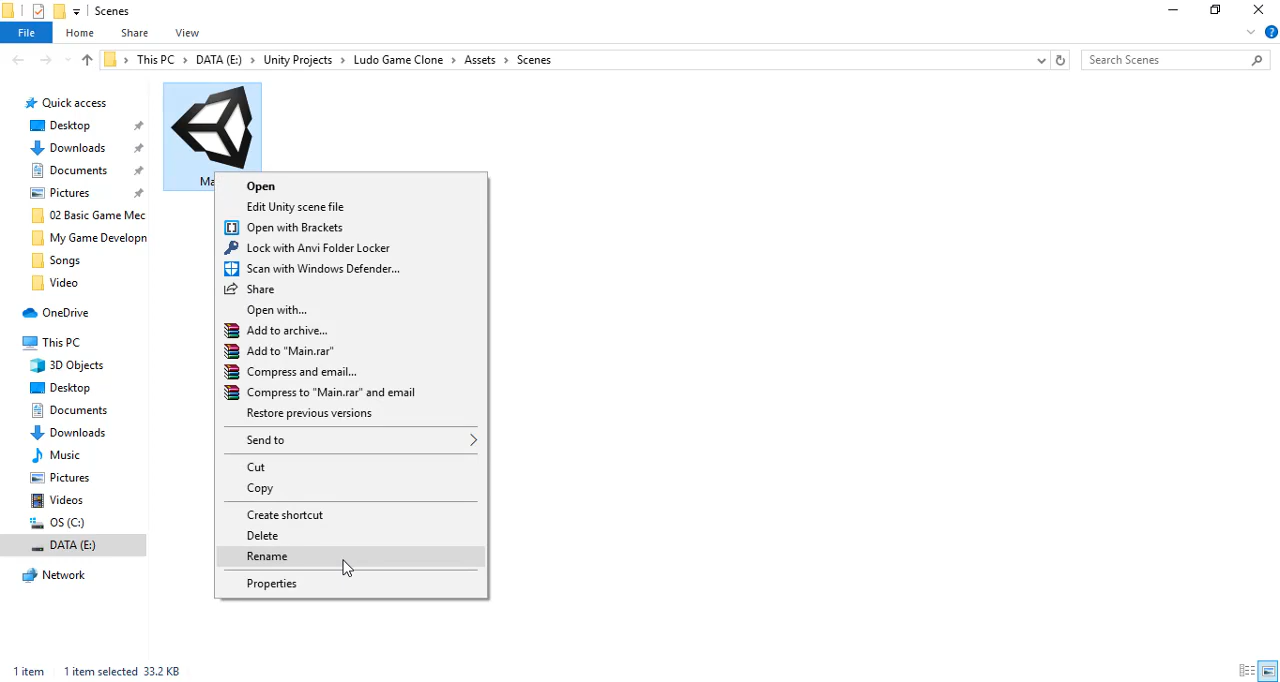 Scenes
File Home Share View
This PC DATA (E:) Unity Projects Ludo Game Clone Assets Scenes
Search Scenes
Quick access
Desktop
Downloads
Documents
Pictures
02 Basic Game Mec
My Game Developn
Songs
Video
OneDrive
This PC
3D Objects
Desktop
Documents
Downloads
Music
Pictures
Videos
OS (C:)
DATA (E:)
Network
Ma
Open
Edit Unity scene file
Open with Brackets
Lock with Anvi Folder Locker
Scan with Windows Defender...
Share
Open with...
Add to archive...
Add to "Main.rar"
Compress and email...
Compress to "Main.rar" and email
Restore previous versions
Send to
Cut
Copy
Create shortcut
Delete
Rename
Properties
1 item 1 item selected 33.2 KB